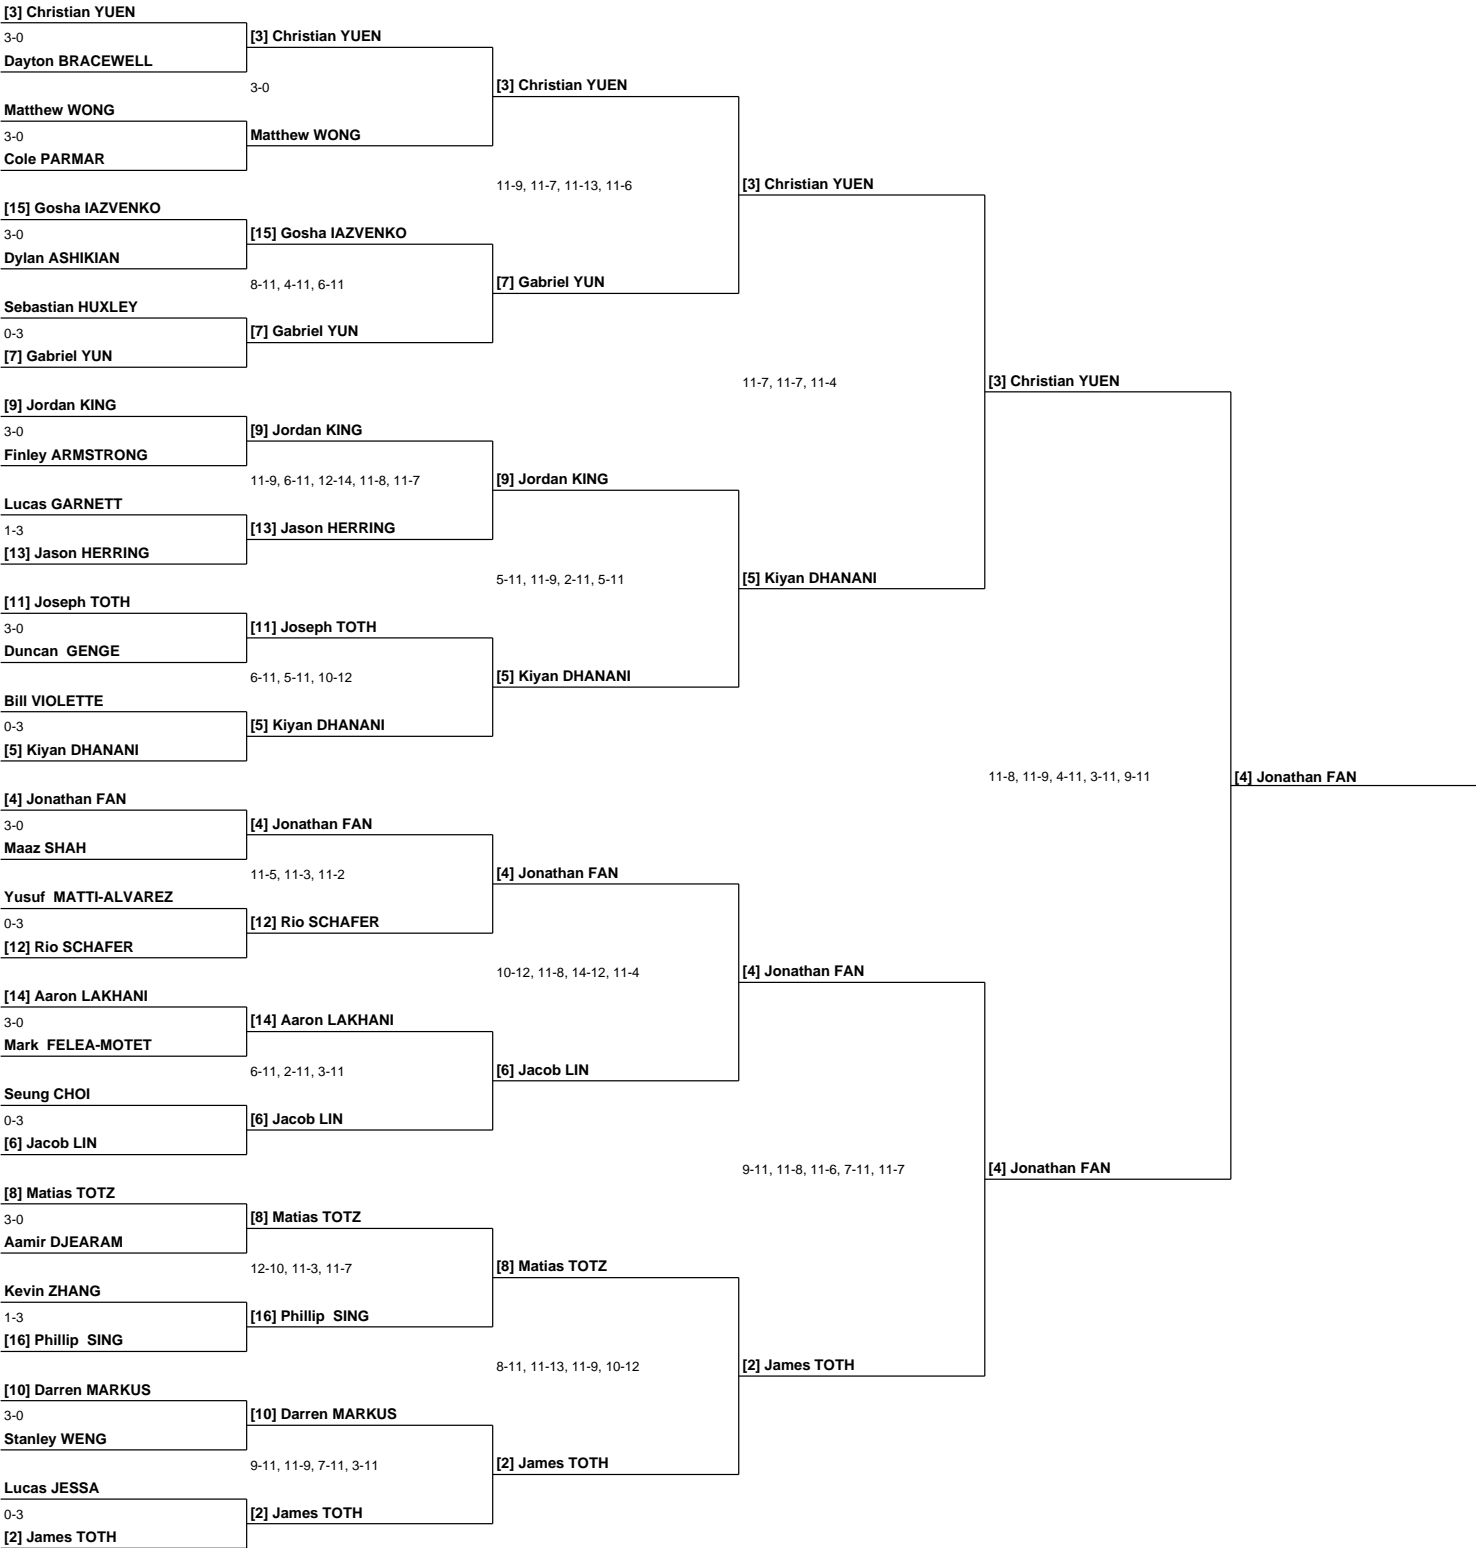 [3] Christian YUEN
3-0
Dayton BRACEWELL
Matthew WONG
3-0
Cole PARMAR
[15] Gosha IAZVENKO
3-0
Dylan ASHIKIAN
Sebastian HUXLEY
0-3
[7] Gabriel YUN
[9] Jordan KING
3-0
Finley ARMSTRONG
Lucas GARNETT
1-3
[13] Jason HERRING
[11] Joseph TOTH
3-0
Duncan  GENGE
Bill VIOLETTE
0-3
[5] Kiyan DHANANI
[4] Jonathan FAN
3-0
Maaz SHAH
Yusuf  MATTI-ALVAREZ
0-3
[12] Rio SCHAFER
[14] Aaron LAKHANI
3-0
Mark  FELEA-MOTET
Seung CHOI
0-3
[6] Jacob LIN
[8] Matias TOTZ
3-0
Aamir DJEARAM
Kevin ZHANG
1-3
[16] Phillip  SING
[10] Darren MARKUS
3-0
Stanley WENG
Lucas JESSA
0-3
[2] James TOTH
[3] Christian YUEN
3-0
Matthew WONG
[15] Gosha IAZVENKO
8-11, 4-11, 6-11
[7] Gabriel YUN
[9] Jordan KING
11-9, 6-11, 12-14, 11-8, 11-7
[13] Jason HERRING
[11] Joseph TOTH
6-11, 5-11, 10-12
[5] Kiyan DHANANI
[4] Jonathan FAN
11-5, 11-3, 11-2
[12] Rio SCHAFER
[14] Aaron LAKHANI
6-11, 2-11, 3-11
[6] Jacob LIN
[8] Matias TOTZ
12-10, 11-3, 11-7
[16] Phillip  SING
[10] Darren MARKUS
9-11, 11-9, 7-11, 3-11
[2] James TOTH
[3] Christian YUEN
11-9, 11-7, 11-13, 11-6
[7] Gabriel YUN
[9] Jordan KING
5-11, 11-9, 2-11, 5-11
[5] Kiyan DHANANI
[4] Jonathan FAN
10-12, 11-8, 14-12, 11-4
[6] Jacob LIN
[8] Matias TOTZ
8-11, 11-13, 11-9, 10-12
[2] James TOTH
[3] Christian YUEN
11-7, 11-7, 11-4
[5] Kiyan DHANANI
[4] Jonathan FAN
9-11, 11-8, 11-6, 7-11, 11-7
[2] James TOTH
[3] Christian YUEN
11-8, 11-9, 4-11, 3-11, 9-11
[4] Jonathan FAN
[4] Jonathan FAN